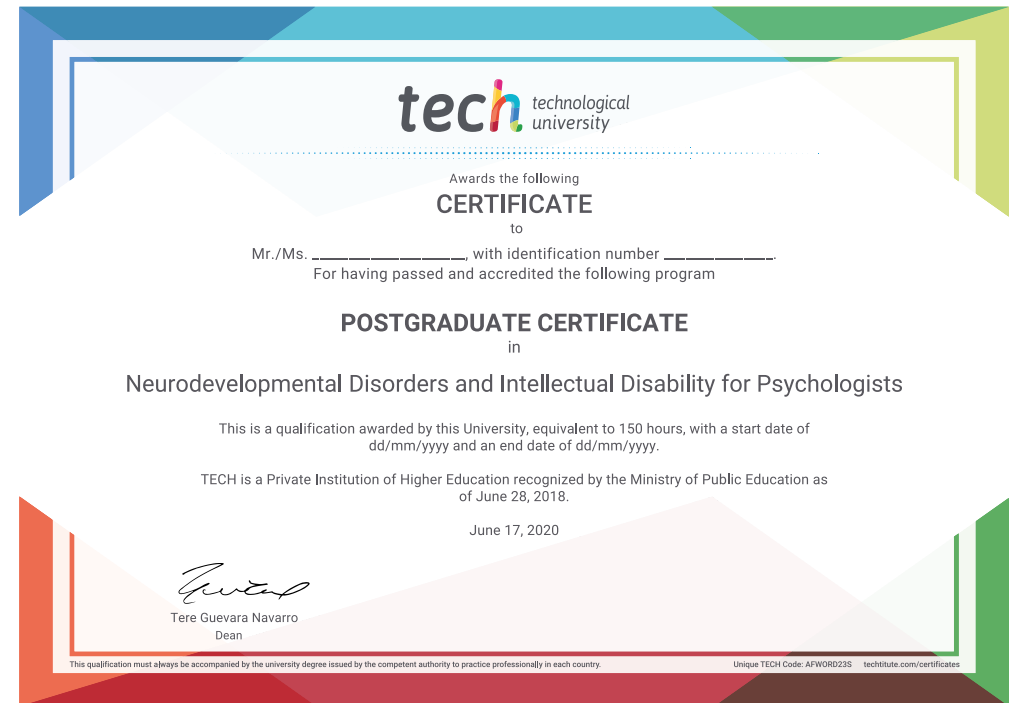 tech technological
university
Awards the following
CERTIFICATE
to
Mr./Ms. ____________________, with identification number ______________.
For having passed and accredited the following program
POSTGRADUATE CERTIFICATE
in
Neurodevelopmental Disorders and Intellectual Disability for Psychologists
This is a qualification awarded by this University, equivalent to 150 hours, with a start date of
dd/mm/yyyy and an end date of dd/mm/yyyy.
TECH is a Private Institution of Higher Education recognized by the Ministry of Public Education as
of June 28, 2018.
June 17, 2020
Tere Guevara Navarro
Dean
This qualification must always be accompanied by the university degree issued by the competent authority to practice professionally in each country.
Unique TECH Code: AFWORD23S techtitute.com/certificates